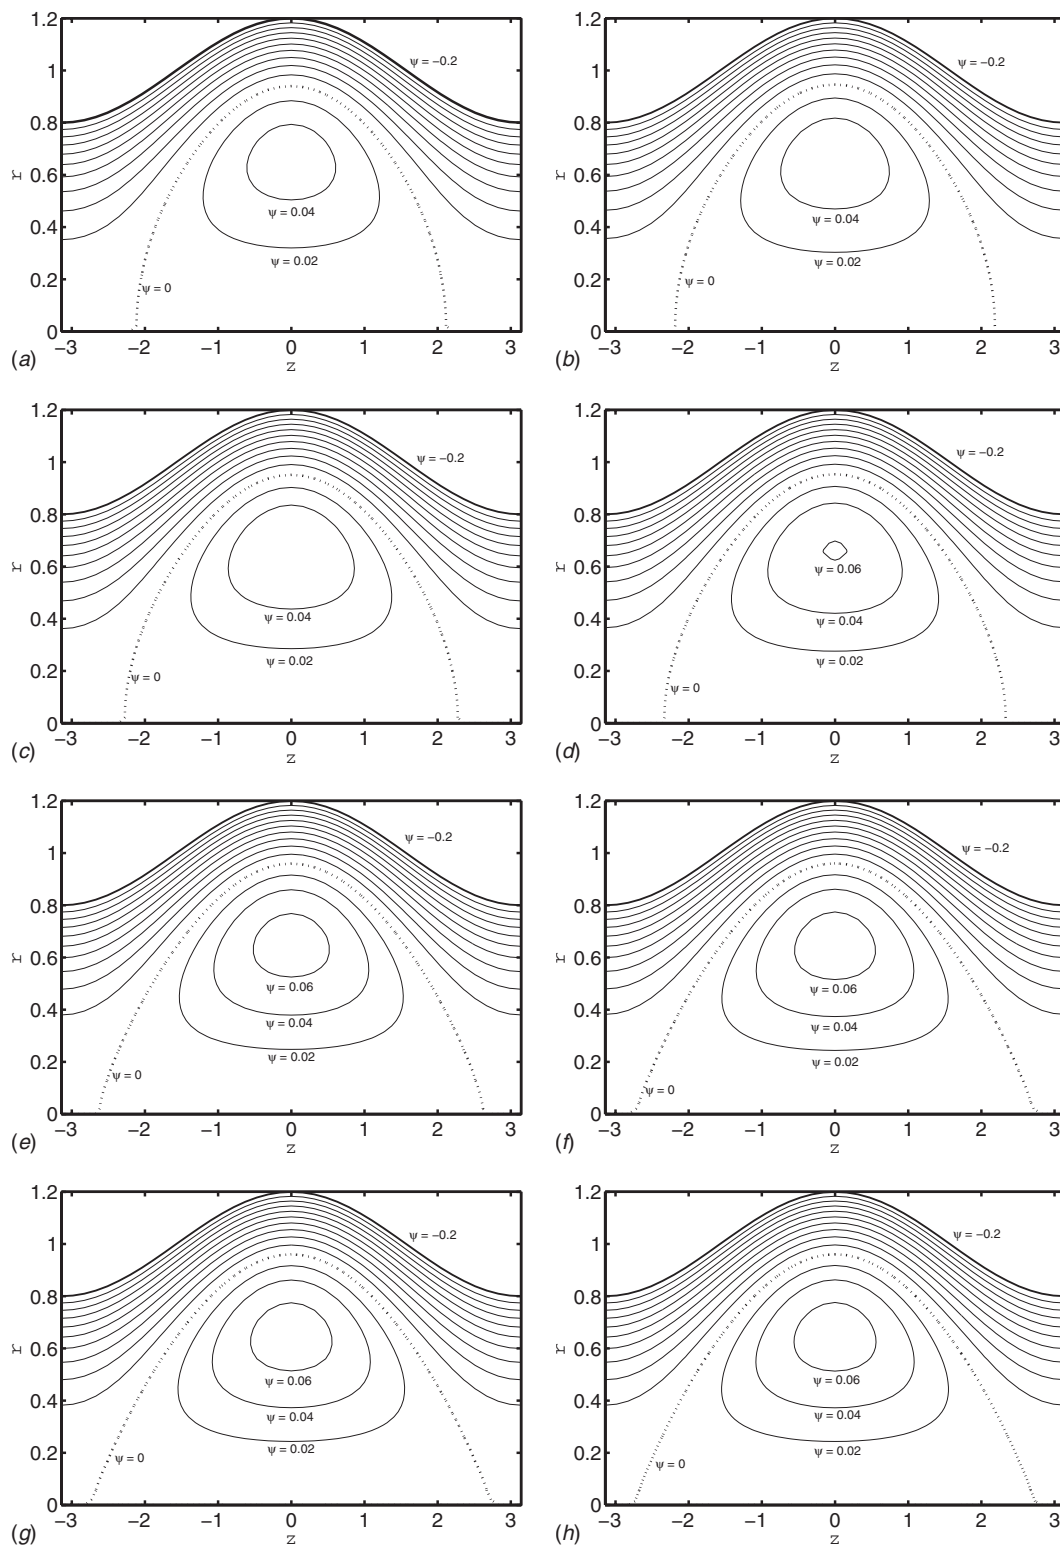 1.2
1
0.8
0.6
0.4
0.2
0
r
ψ = −0.2
ψ = 0.04
ψ = 0.02
ψ = 0
−3 −2 −1 0 1 2 3
z
(a)
1.2
1
0.8
0.6
0.4
0.2
0
r
ψ = −0.2
ψ = 0.04
ψ = 0.02
ψ = 0
−3 −2 −1 0 1 2 3
z
(b)
1.2
1
0.8
0.6
0.4
0.2
0
r
ψ = −0.2
ψ = 0.04
ψ = 0.02
ψ = 0
−3 −2 −1 0 1 2 3
z
(c)
1.2
1
0.8
0.6
0.4
0.2
0
r
ψ = −0.2
ψ = 0.06
ψ = 0.04
ψ = 0.02
ψ = 0
−3 −2 −1 0 1 2 3
z
(d)
1.2
1
0.8
0.6
0.4
0.2
0
r
ψ = −0.2
ψ = 0.06
ψ = 0.04
ψ = 0.02
ψ = 0
−3 −2 −1 0 1 2 3
z
(e)
1.2
1
0.8
0.6
0.4
0.2
0
r
ψ = −0.2
ψ = 0.06
ψ = 0.04
ψ = 0.02
ψ = 0
−3 −2 −1 0 1 2 3
z
(f)
1.2
1
0.8
0.6
0.4
0.2
0
r
ψ = −0.2
ψ = 0.06
ψ = 0.04
ψ = 0.02
ψ = 0
−3 −2 −1 0 1 2 3
z
(g)
1.2
1
0.8
0.6
0.4
0.2
0
r
ψ = −0.2
ψ = 0.06
ψ = 0.04
ψ = 0.02
ψ = 0
−3 −2 −1 0 1 2 3
z
(h)